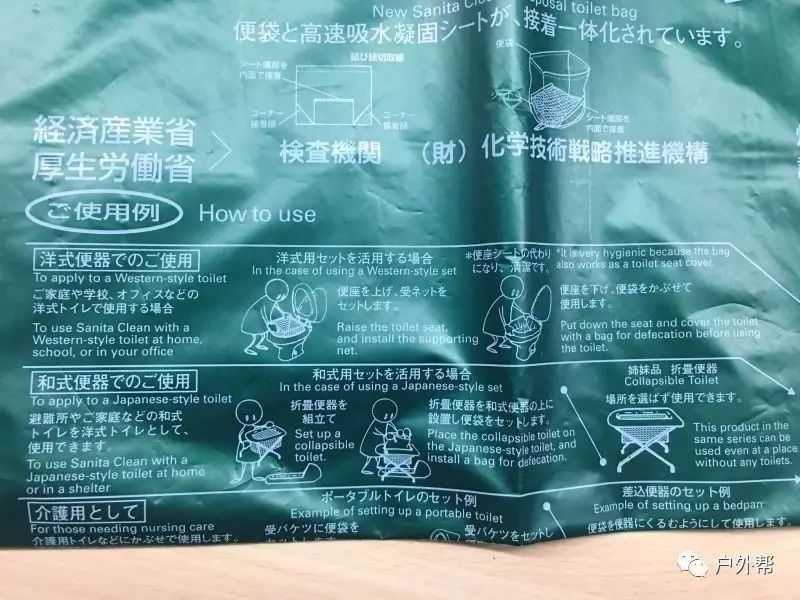 New Sanita Clean disposal toilet bag
便袋と高速吸水凝固シートが、接着一体化されています。
結び紐切取線
シート端部を
内面で接着
コーナー
接着部
コーナー
接着部
便袋
シート
シート端部を
内面で接着
経済産業省
厚生労働省
検査機関
(財)化学技術戦略推進機構
ご使用例 How to use
洋式便器でのご使用
To apply to a Western-style toilet
ご家庭や学校、オフィスなどの
洋式トイレで使用する場合
To use Sanita Clean with a
Western-style toilet at home,
school, or in your office
洋式用セットを活用する場合
In the case of using a Western-style set
*便座シートの代わり
になり、清潔です。
*It is very hygienic because the bag
also works as a toilet seat cover.
便座を上げ、受ネットを
セットします。
Raise the toilet seat,
and install the supporting
net.
便座を下げ、便袋をかぶせて
使用します。
Put down the seat and cover the toilet
with a bag for defecation before using
the toilet.
和式便器でのご使用
To apply to a Japanese-style toilet
避難所やご家庭などの和式
トイレを洋式トイレとして、
使用できます。
To use Sanita Clean with a
Japanese-style toilet at home
or in a shelter
和式用セットを活用する場合
In the case of using a Japanese-style set
折畳便器を
組立て
Set up a
collapsible
toilet.
折畳便器を和式便器の上に
設置し便袋をセットします。
Place the collapsible toilet on
the Japanese-style toilet, and
install a bag for defecation.
姉妹品 折畳便器
Collapsible Toilet
場所を選ばず使用できます。
This product in the
same series can be
used even at a place
without any toilets.
介護用として
For those needing nursing care
介護用トイレなどにかぶせて使用します。
ポータブルトイレのセット例
Example of setting up a portable toilet
受バケツに便袋を
セットします。
受バケツをセットし
差込便器のセット例
Example of setting up a bedpan
便袋を便器にくるむようにして使用します。
户外帮